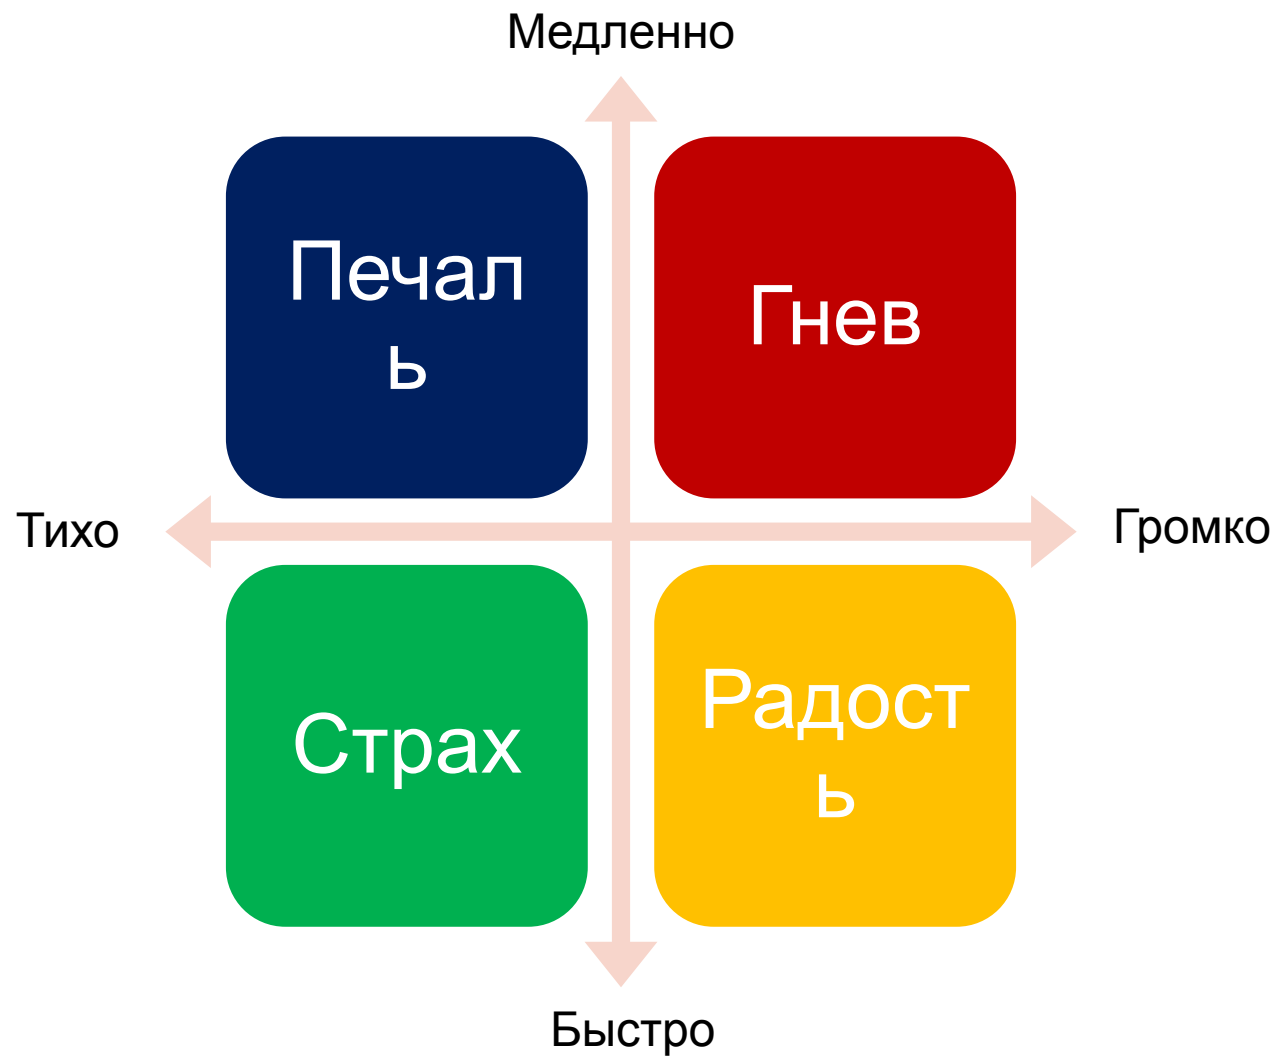 Медленно
Печал
ь
Гнев
Тихо
Громко
Страх
Радост
ь
Быстро